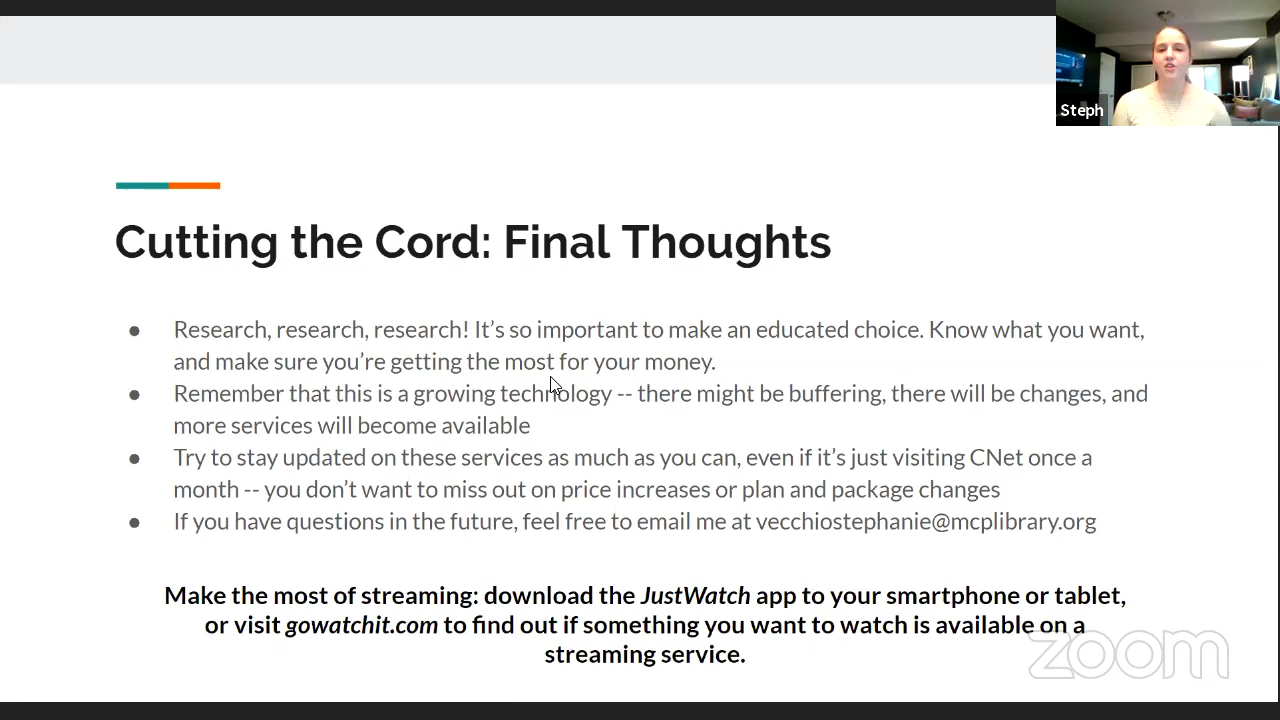 Steph
Cutting the Cord: Final Thoughts
● Research, research, research! It’s so important to make an educated choice. Know what you want,
and make sure you’re getting the most for your money.
● Remember that this is a growing technology -- there might be buffering, there will be changes, and
more services will become available
● Try to stay updated on these services as much as you can, even if it’s just visiting CNet once a
month -- you don’t want to miss out on price increases or plan and package changes
● If you have questions in the future, feel free to email me at vecchiostephanie@mcplibrary.org
Make the most of streaming: download the JustWatch app to your smartphone or tablet,
or visit gowatchit.com to find out if something you want to watch is available on a
streaming service.
zoom